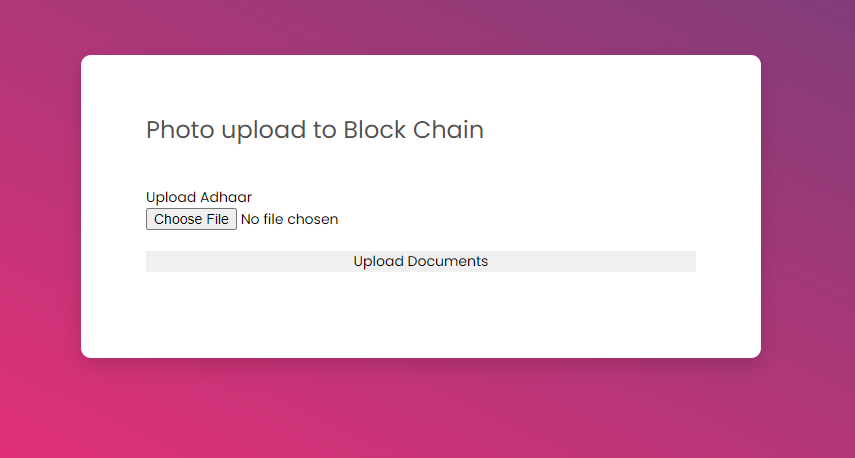 Photo upload to Block Chain
Upload Adhaar
Choose File No file chosen
Upload Documents